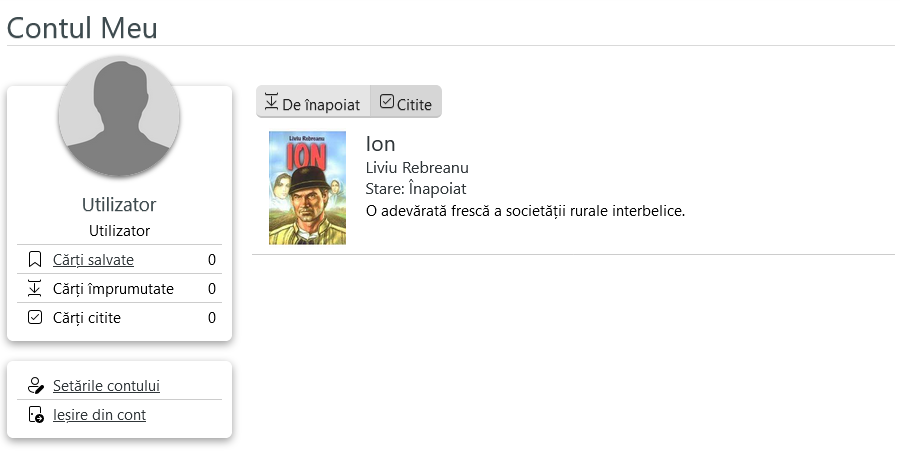 Contul Meu
Utilizator
Utilizator
Cărți salvate 0
Cărți împrumutate 0
Cărți citite 0
Setările contului
Ieșire din cont
De înapoiat Citite
Liviu Rebreanu
ION
Ion
Liviu Rebreanu
Stare: Înapoiat
O adevărată frescă a societății rurale interbelice.